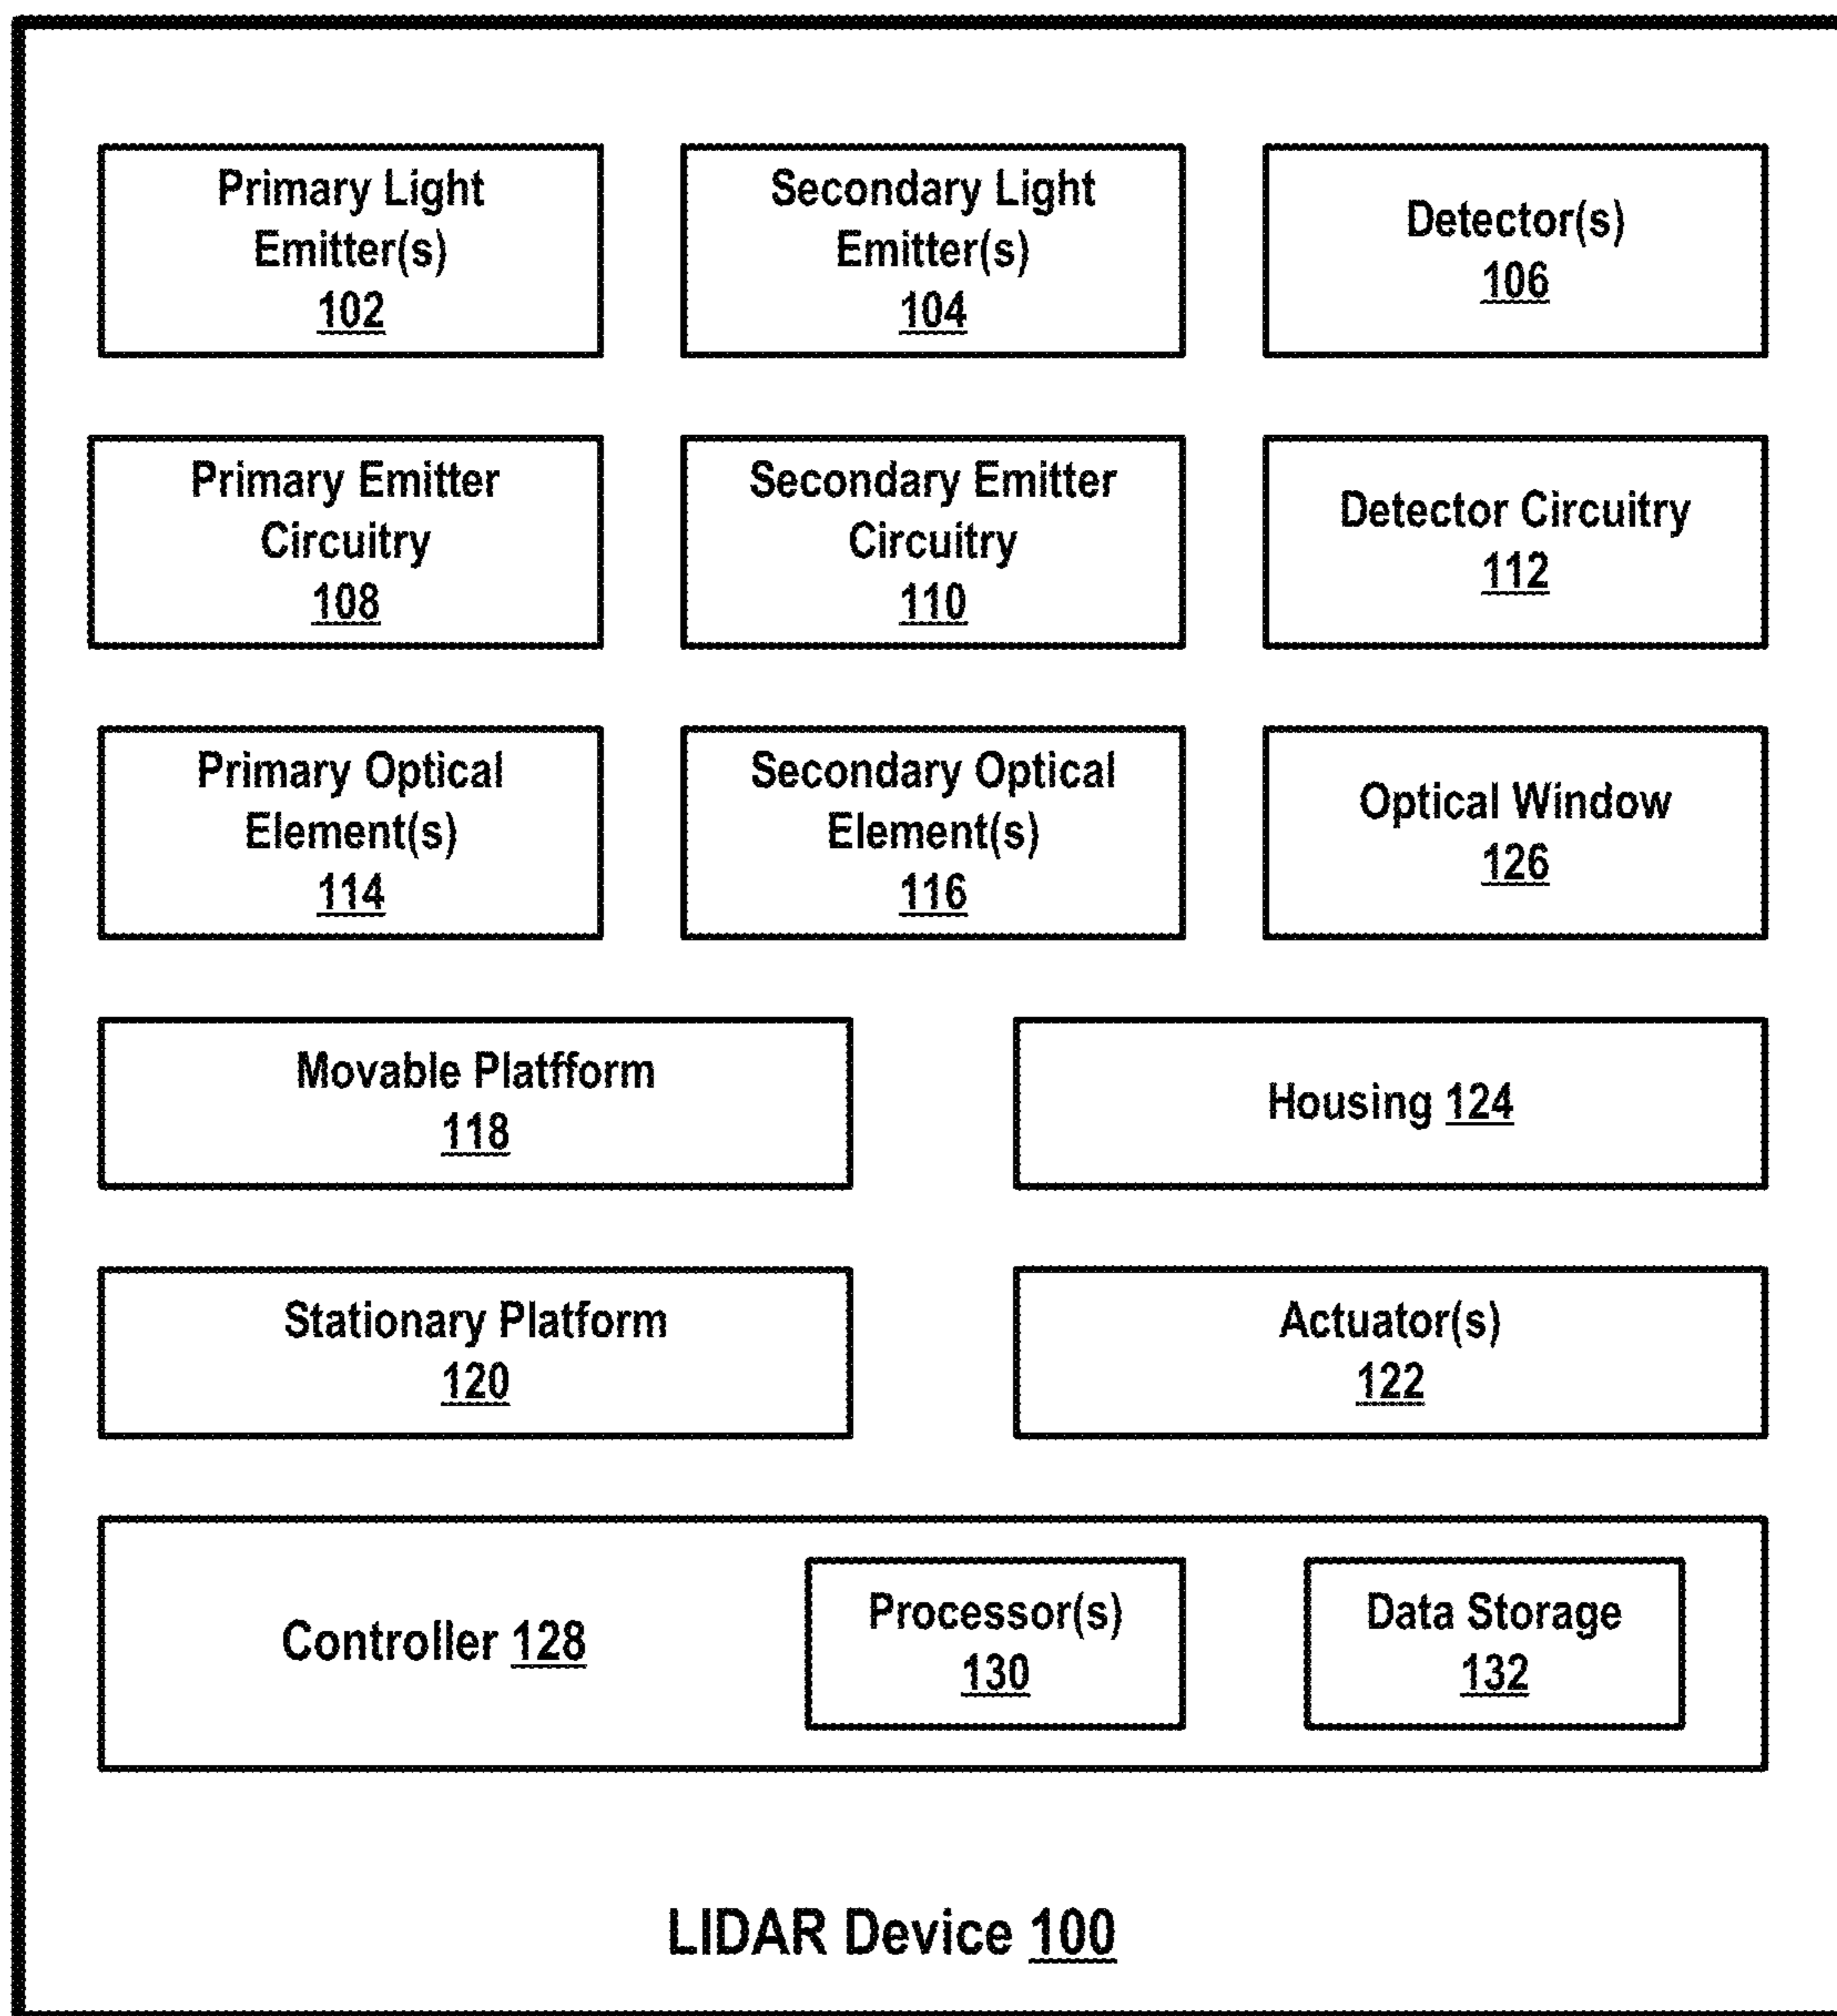 Primary Light
Emitter(s)
102
Secondary Light
Emitter(s)
104
Detector(s)
106
Primary Emitter
Circuitry
108
Secondary Emitter
Circuitry
110
Detector Circuitry
112
Primary Optical
Element(s)
114
Secondary Optical
Element(s)
116
Optical Window
126
Movable Platfform
118
Housing 124
Stationary Platform
120
Actuator(s)
122
Controller 128
Processor(s)
130
Data Storage
132
LIDAR Device 100